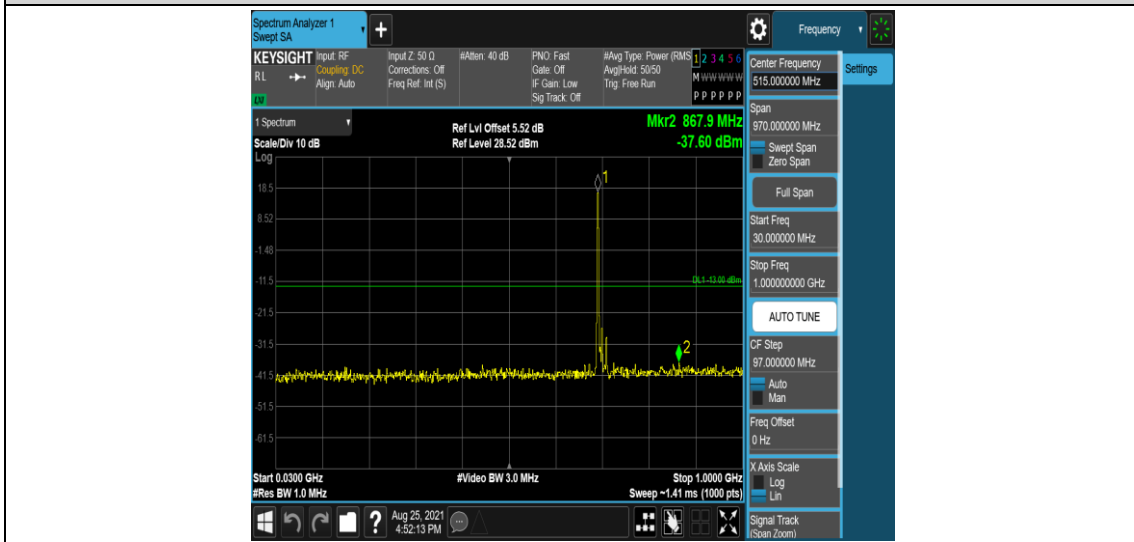 Spectrum Analyzer 1
Swept SA
Frequency
KEYSIGHT
RL
LXI
Input: RF
Coupling: DC
Align: Auto
Input Z: 50 Ω
Corrections: Off
Freq Ref: Int (S)
#Atten: 40 dB
PNO: Fast
Gate: Off
IF Gain: Low
Sig Track: Off
#Avg Type: Power (RMS
Avg|Hold: 50/50
Trig: Free Run
1 2 3 4 5 6
M W W W W W
P P P P P P
1 Spectrum
Scale/Div 10 dB
Log
Ref Lvl Offset 5.52 dB
Ref Level 28.52 dBm
Mkr2 867.9 MHz
-37.60 dBm
1
18.5
8.52
-1.48
-11.5
DL1 -13.00 dBm
-21.5
-31.5
2
-41.5
-51.5
-61.5
Start 0.0300 GHz
#Res BW 1.0 MHz
#Video BW 3.0 MHz
Stop 1.0000 GHz
Sweep ~1.41 ms (1000 pts)
?
Aug 25, 2021
4:52:13 PM
Center Frequency
515.000000 MHz
Settings
Span
970.000000 MHz
Swept Span
Zero Span
Full Span
Start Freq
30.000000 MHz
Stop Freq
1.000000000 GHz
AUTO TUNE
CF Step
97.000000 MHz
Auto
Man
Freq Offset
0 Hz
X Axis Scale
Log
Lin
Signal Track
(Span Zoom)